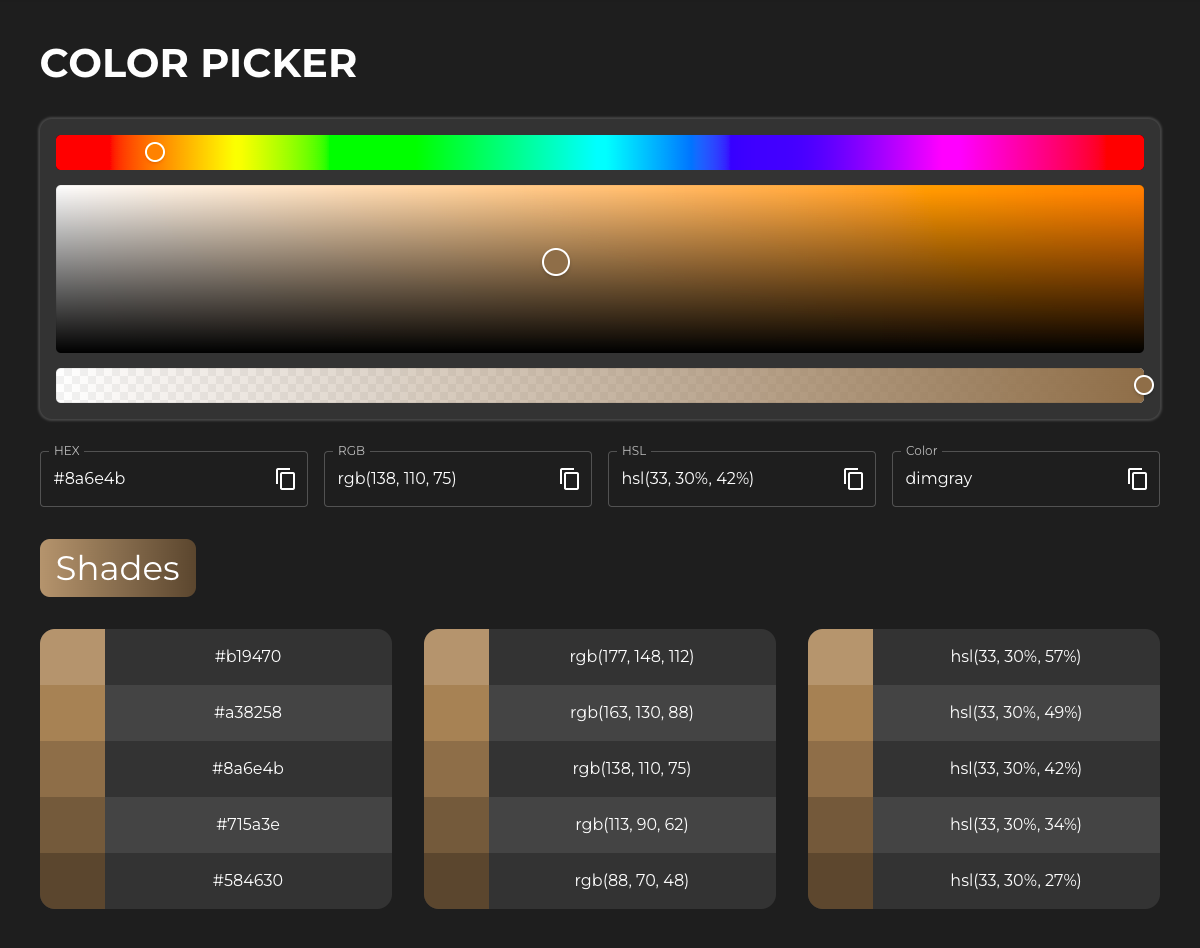 COLOR PICKER
HEX
#8a6e4b
RGB
rgb(138, 110, 75)
HSL
hsl(33, 30%, 42%)
Color
dimgray
Shades
#b19470
rgb(177, 148, 112)
hsl(33, 30%, 57%)
#a38258
rgb(163, 130, 88)
hsl(33, 30%, 49%)
#8a6e4b
rgb(138, 110, 75)
hsl(33, 30%, 42%)
#715a3e
rgb(113, 90, 62)
hsl(33, 30%, 34%)
#584630
rgb(88, 70, 48)
hsl(33, 30%, 27%)